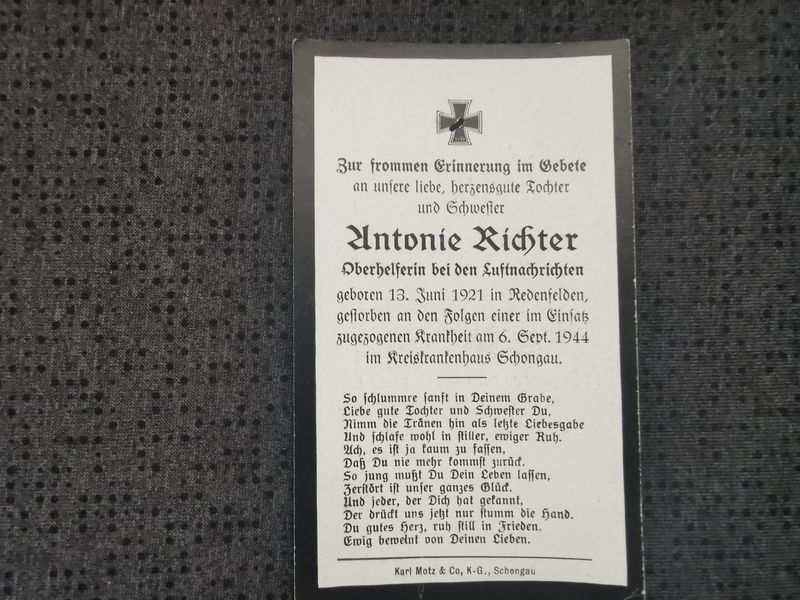 Zur frommen Erinnerung im Gebete
an unsere liebe, herzensgute Tochter
und Schwester
Antonie Richter
Oberhelferin bei den Luftnachrichten
geboren 13. Juni 1921 in Redenfelden,
gestorben an den Folgen einer im Einsatz
zugezogenen Krankheit am 6. Sept. 1944
im Kreiskrankenhaus Schongau.
So schlummre sanft in Deinem Grabe,
Liebe gute Tochter und Schwester Du,
Nimm die Tränen hin als letzte Liebesgabe
Und schlafe wohl in stiller, ewiger Ruh.
Ach, es ist ja kaum zu fassen,
Daß Du nie mehr kommst zurück.
So jung mußt Du Dein Leben lassen,
Zerstört ist unser ganzes Glück.
Und jeder, der Dich hat gekannt,
Der drückt uns jetzt nur stumm die Hand.
Du gutes Herz, ruh still in Frieden.
Ewig beweint von Deinen Lieben.
Karl Motz & Co, K-G., Schongau